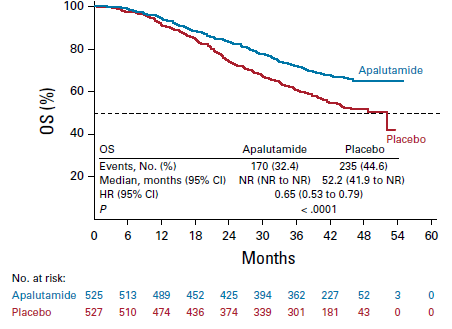 100
80
60
40
20
OS (%)
Apalutamide
Placebo
OS Apalutamide Placebo
Events, No. (%) 170 (32.4) 235 (44.6)
Median, months (95% CI) NR (NR to NR) 52.2 (41.9 to NR)
HR (95% CI) 0.65 (0.53 to 0.79)
P < .0001
0 6 12 18 24 30 36 42 48 54 60
Months
No. at risk:
Apalutamide 525 513 489 452 425 394 362 227 52 3 0
Placebo 527 510 474 436 374 339 301 181 43 0 0